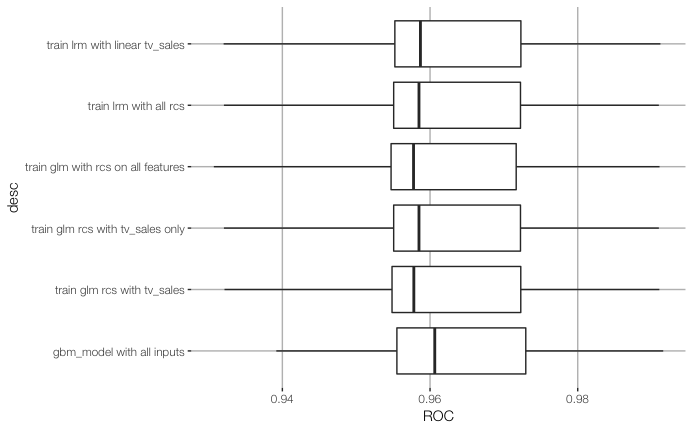 train lrm with linear tv_sales
train lrm with all rcs
train glm with rcs on all features
train glm rcs with tv_sales only
train glm rcs with tv_sales
gbm_model with all inputs
desc
0.94 0.96 0.98
ROC